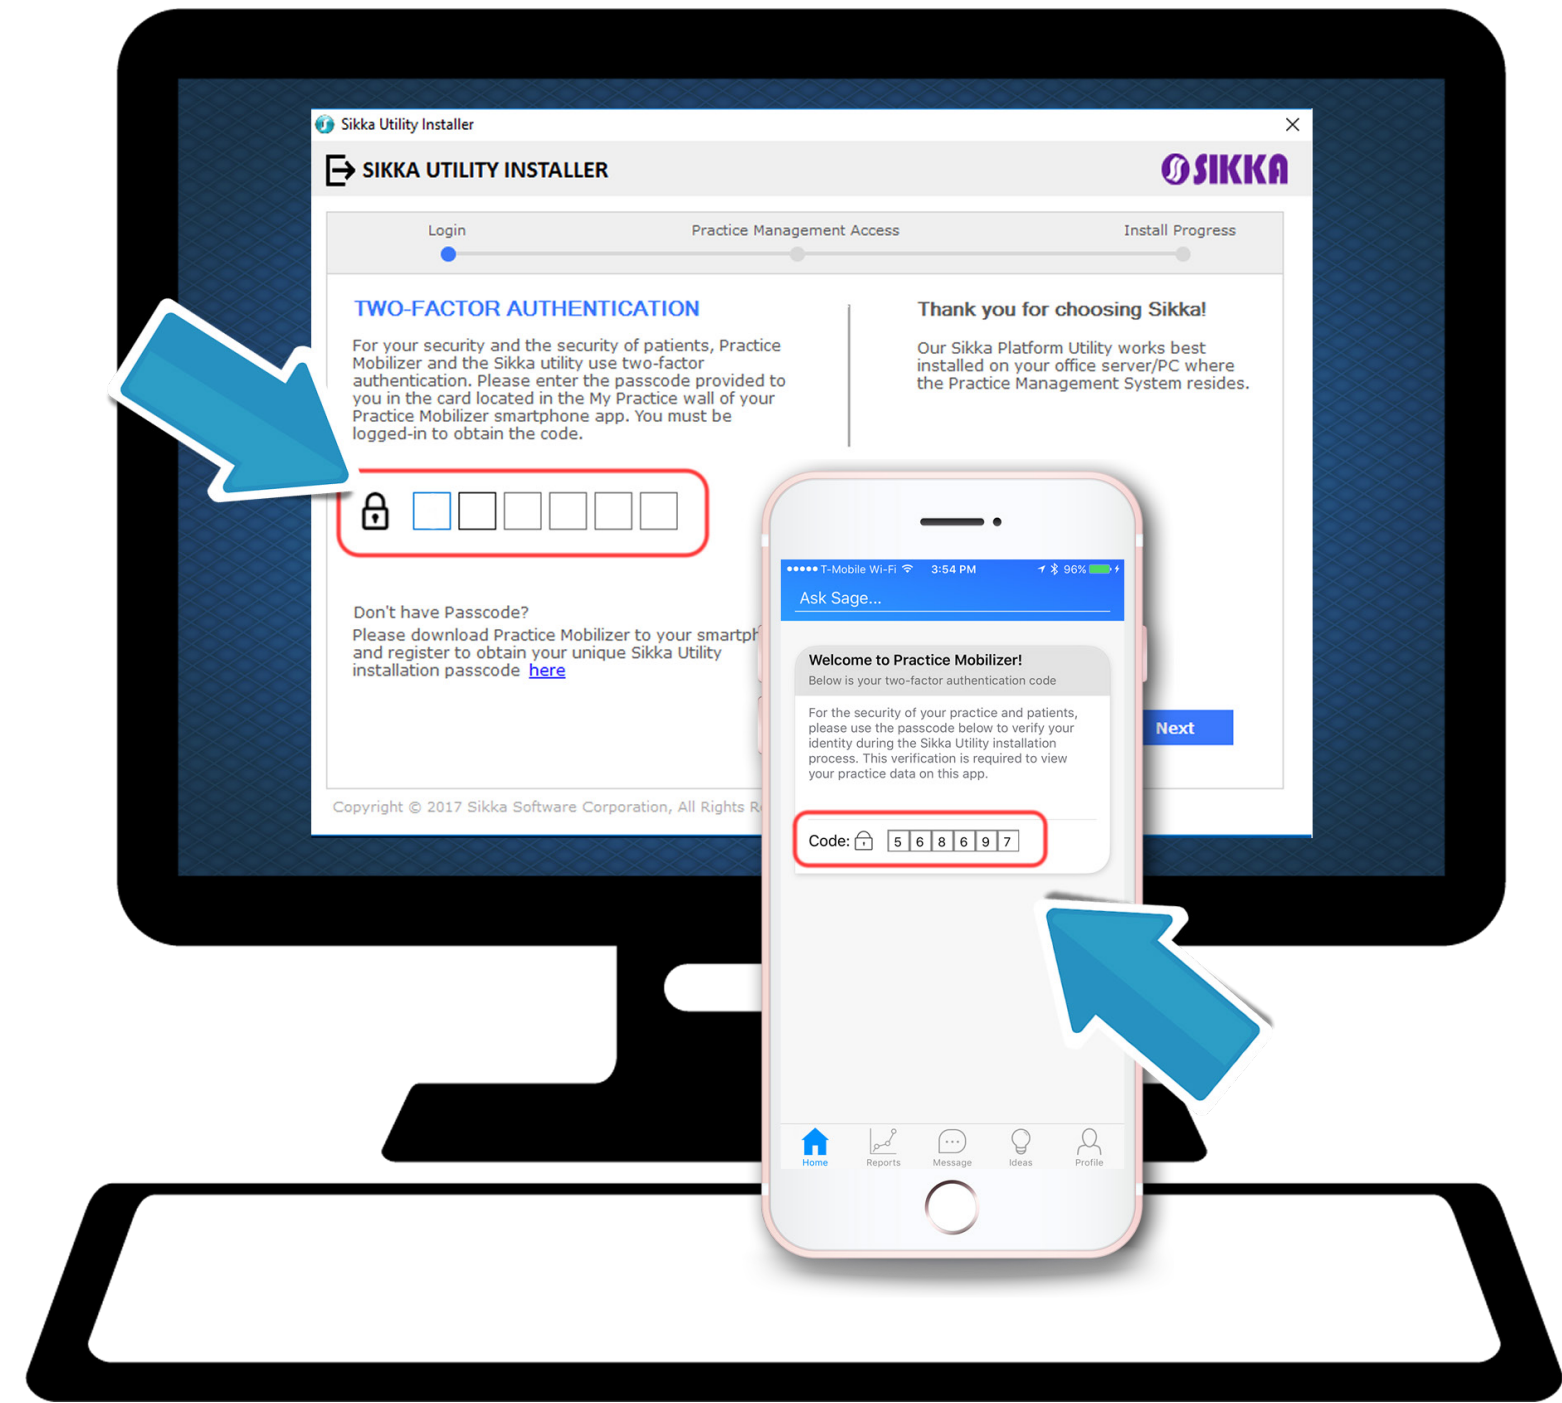 Sikka Utility Installer
SIKKA UTILITY INSTALLER
SIKKA
Login
Practice Management Access
Install Progress
TWO-FACTOR AUTHENTICATION
For your security and the security of patients, Practice
Mobilizer and the Sikka utility use two-factor
authentication. Please enter the passcode provided to
you in the card located in the My Practice wall of your
Practice Mobilizer smartphone app. You must be
logged-in to obtain the code.
Thank you for choosing Sikka!
Our Sikka Platform Utility works best
installed on your office server/PC where
the Practice Management System resides.
Don't have Passcode?
Please download Practice Mobilizer to your smartph
and register to obtain your unique Sikka Utility
installation passcode here
Next
Copyright © 2017 Sikka Software Corporation, All Rights R
T-Mobile Wi-Fi 3:54 PM 96%
Ask Sage...
Welcome to Practice Mobilizer!
Below is your two-factor authentication code
For the security of your practice and patients,
please use the passcode below to verify your
identity during the Sikka Utility installation
process. This verification is required to view
your practice data on this app.
Code: 5 6 8 6 9 7
Home Reports Message Ideas Profile